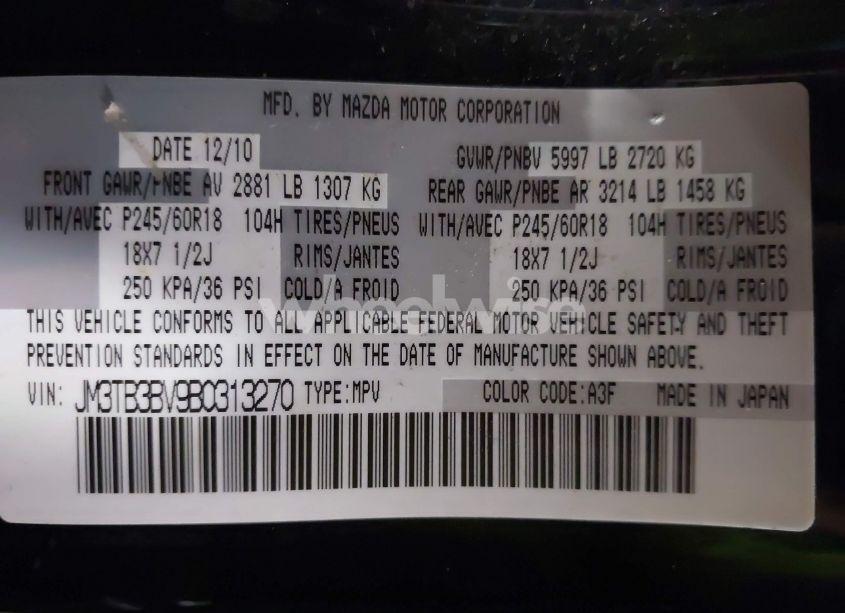 MFD. BY MAZDA MOTOR CORPORATION
DATE 12/10 GVWR/PNBV 5997 LB 2720 KG
FRONT GAWR/PNBE AV 2881 LB 1307 KG REAR GAWR/PNBE AR 3214 LB 1458 KG
WITH/AVEC P245/60R18 104H TIRES/PNEUS WITH/AVEC P245/60R18 104H TIRES/PNEUS
18X7 1/2J RIMS/JANTES 18X7 1/2J RIMS/JANTES
250 KPA/36 PSI COLD/A FROID 250 KPA/36 PSI COLD/A FROID
THIS VEHICLE CONFORMS TO ALL APPLICABLE FEDERAL MOTOR VEHICLE SAFETY AND THEFT
PREVENTION STANDARDS IN EFFECT ON THE DATE OF MANUFACTURE SHOWN ABOVE.
VIN: JM3TB3BV9B0313270 TYPE:MPV COLOR CODE:A3F MADE IN JAPAN